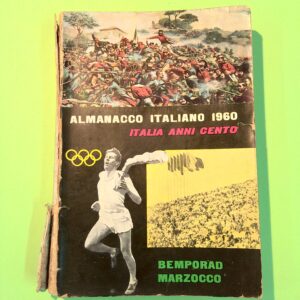 ALMANACCO ITALIANO 1960
ITALIA ANNI CENTO
BEMPORAD
MARZOCCO